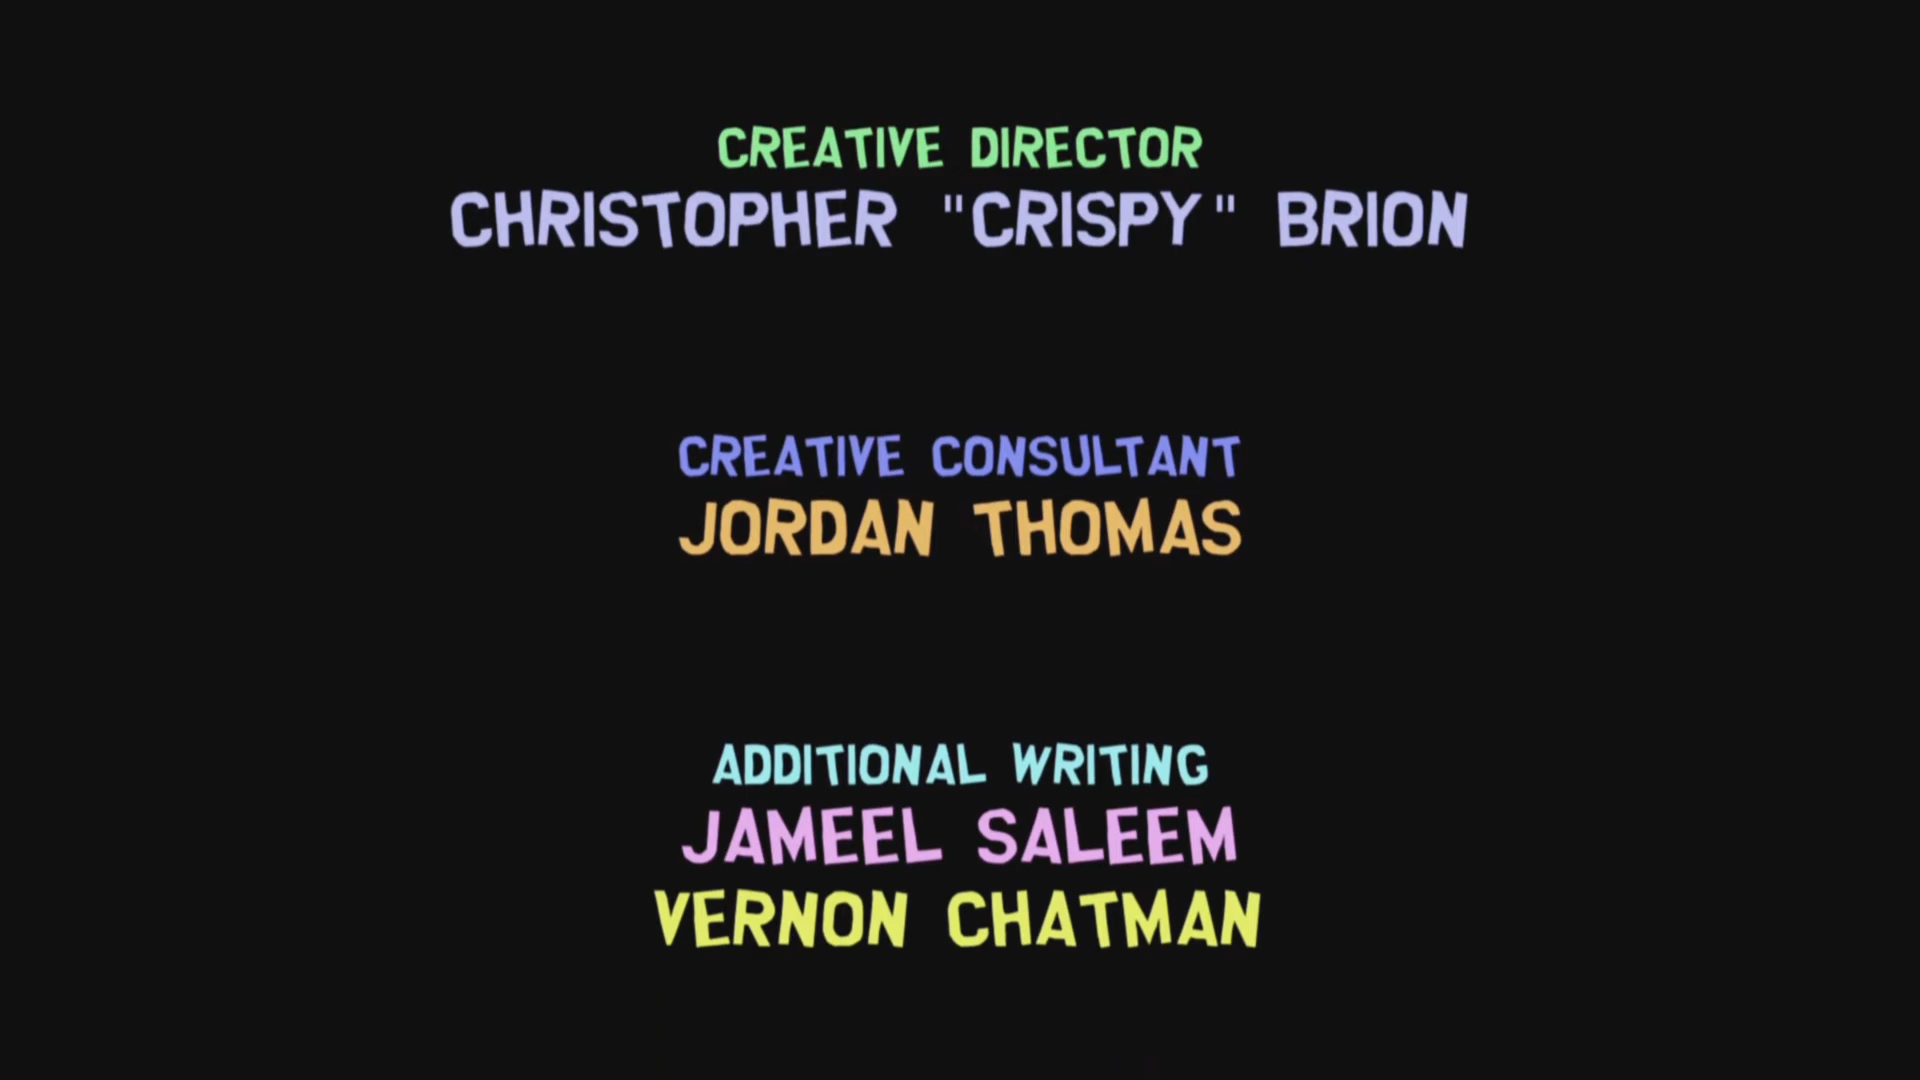 CREATIVE DIRECTOR
CHRISTOPHER "CRISPY" BRION
CREATIVE CONSULTANT
JORDAN THOMAS
ADDITIONAL WRITING
JAMEEL SALEEM
VERNON CHATMAN